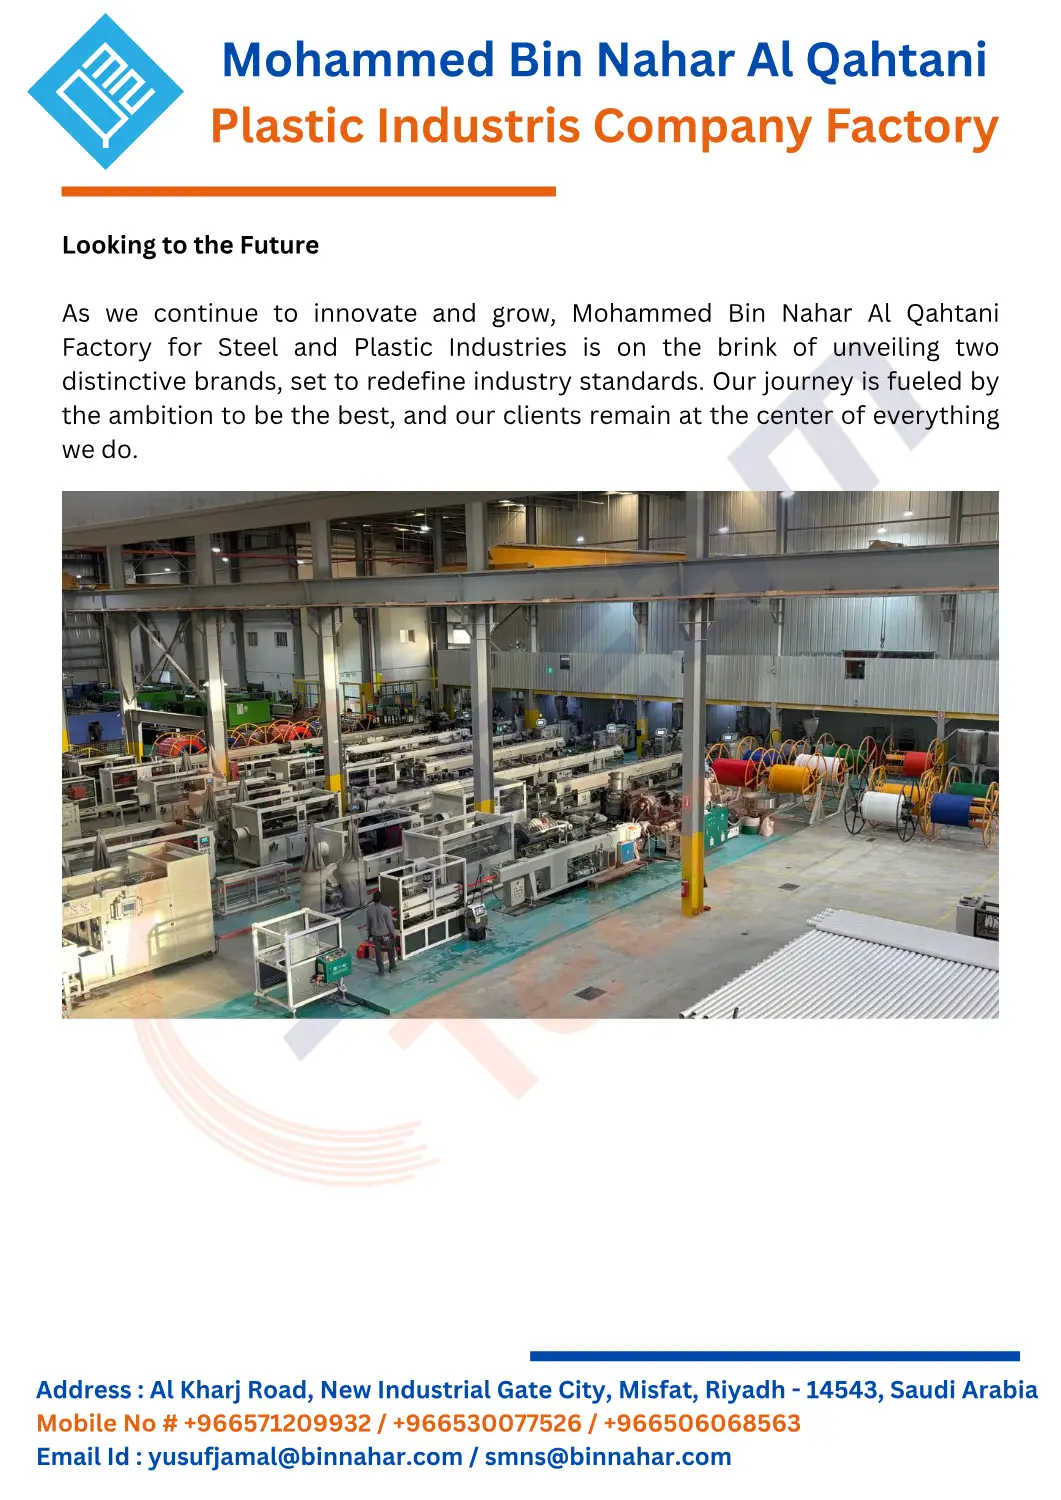 Mohammed Bin Nahar Al Qahtani
Plastic Industris Company Factory
Looking to the Future
As we continue to innovate and grow, Mohammed Bin Nahar Al Qahtani
Factory for Steel and Plastic Industries is on the brink of unveiling two
distinctive brands, set to redefine industry standards. Our journey is fueled by
the ambition to be the best, and our clients remain at the center of everything
we do.
Address : Al Kharj Road, New Industrial Gate City, Misfat, Riyadh - 14543, Saudi Arabia
Mobile No # +966571209932 / +966530077526 / +966506068563
Email Id : yusufjamal@binnahar.com / smns@binnahar.com